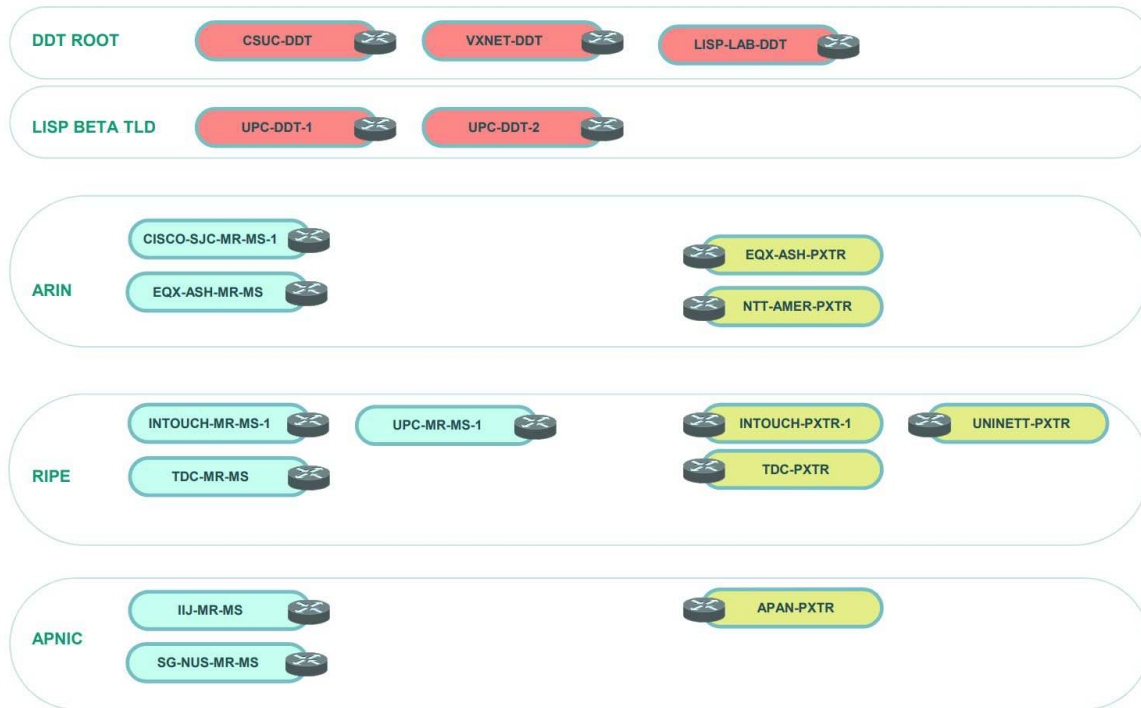 DDT ROOT
CSUC-DDT
VXNET-DDT
LISP-LAB-DDT
LISP BETA TLD
UPC-DDT-1
UPC-DDT-2
ARIN
CISCO-SJC-MR-MS-1
EQX-ASH-MR-MS
EQX-ASH-PXTR
NTT-AMER-PXTR
RIPE
INTOUCH-MR-MS-1
UPC-MR-MS-1
INTOUCH-PXTR-1
UNINETT-PXTR
TDC-MR-MS
TDC-PXTR
APNIC
IIJ-MR-MS
APAN-PXTR
SG-NUS-MR-MS